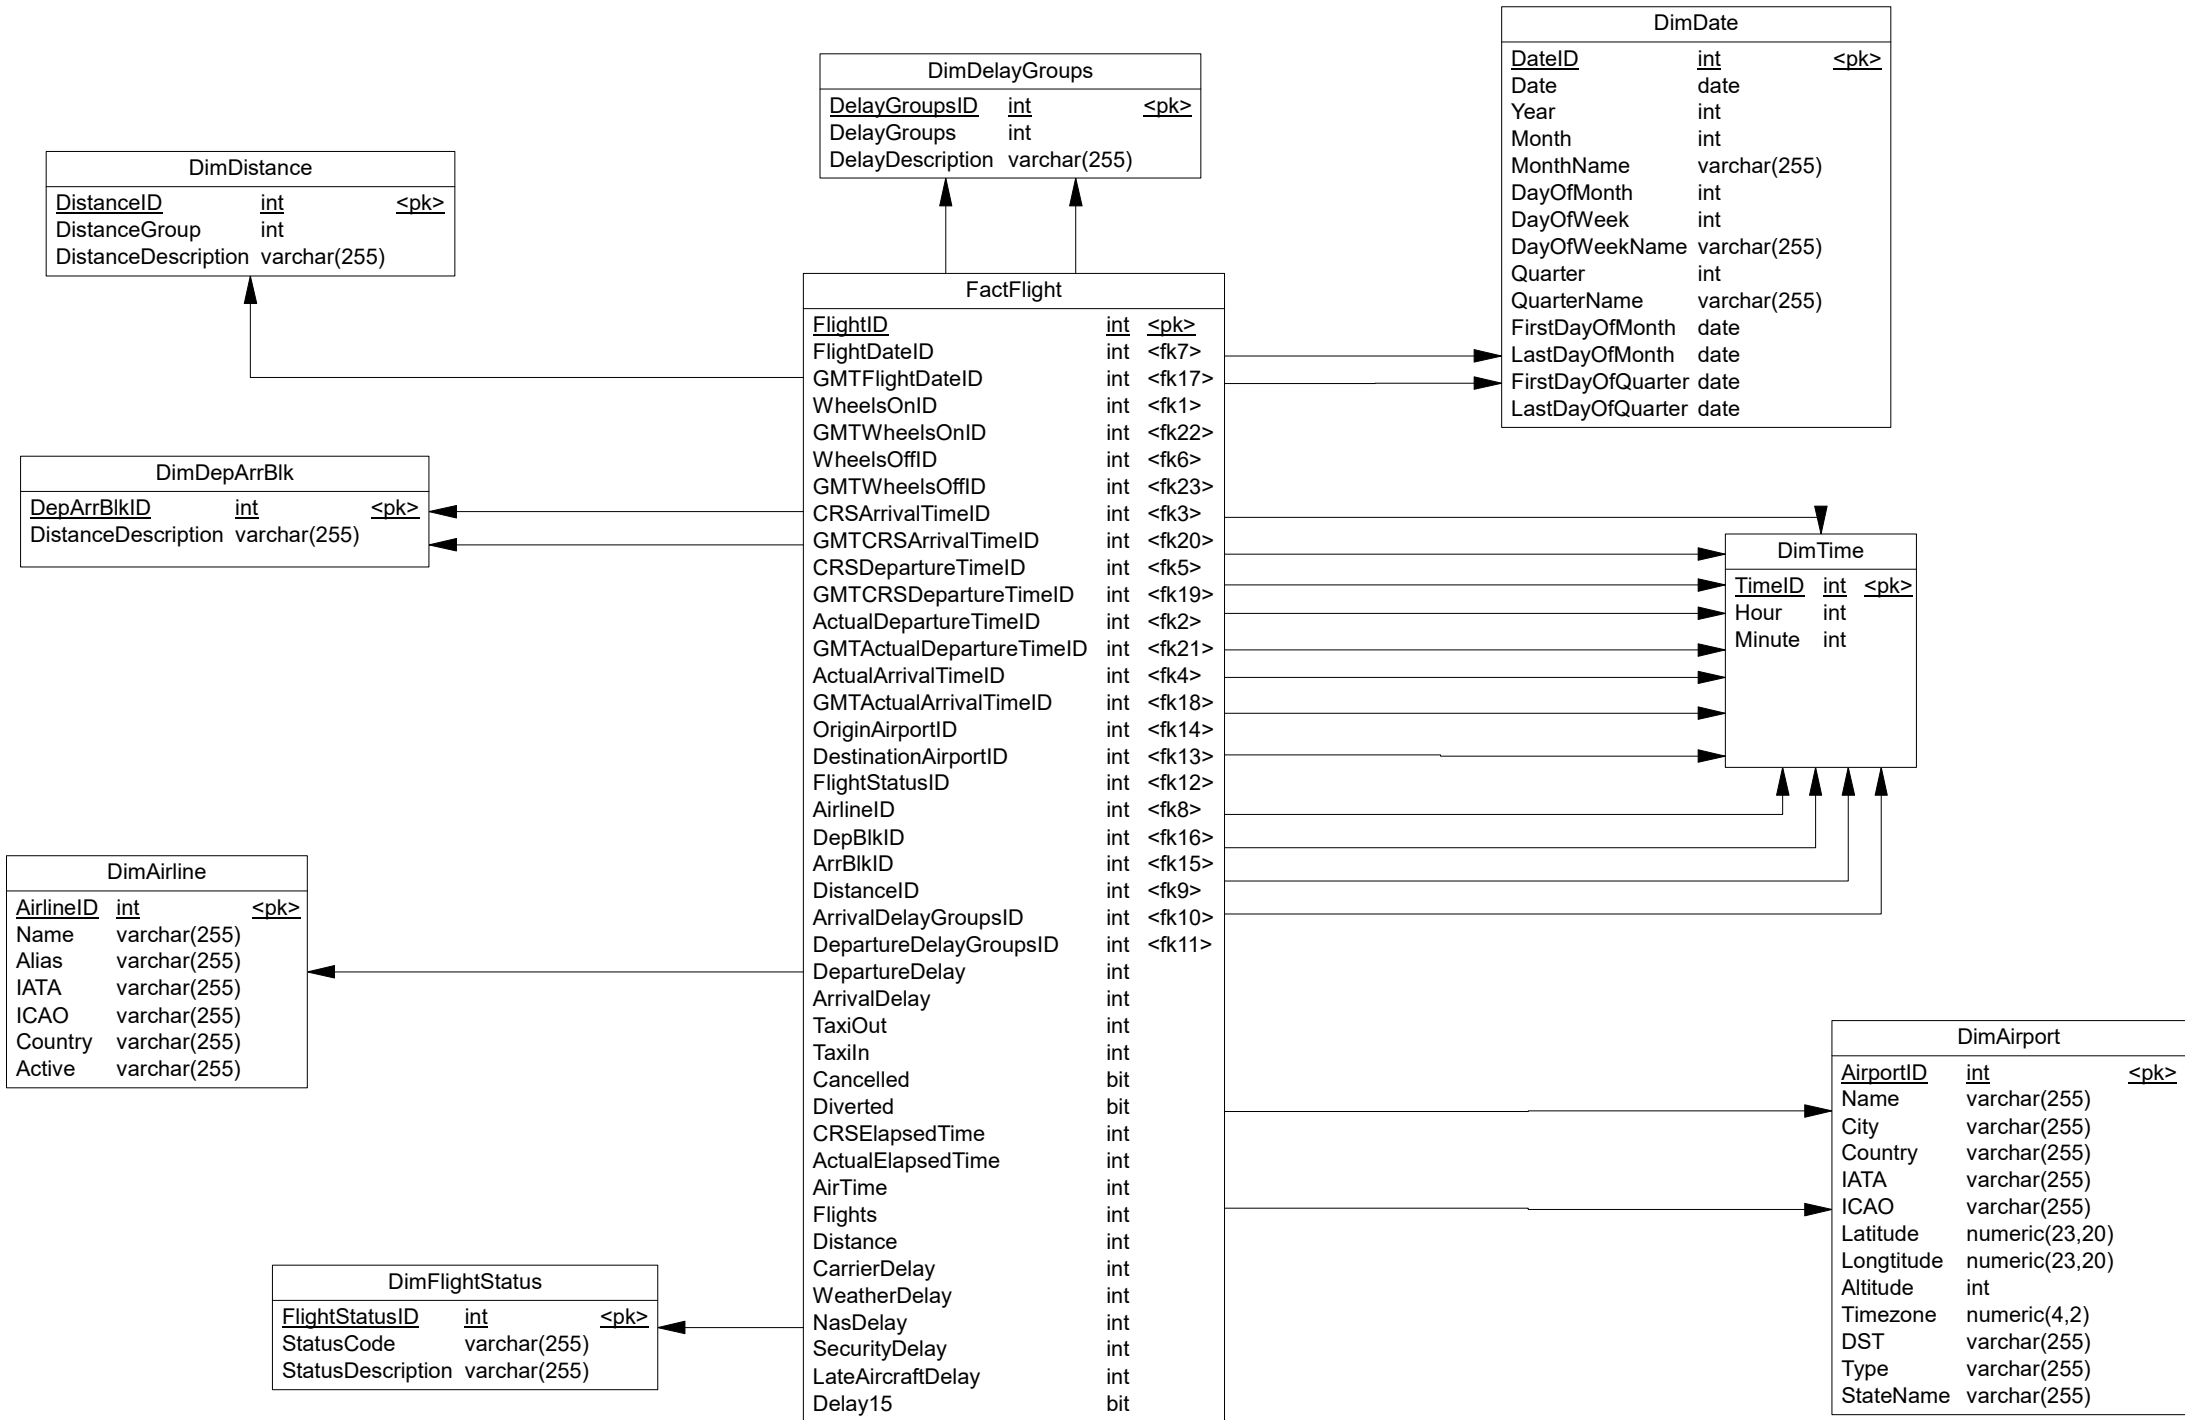 DimDate
DateID int <pk>
Date date
Year int
Month int
MonthName varchar(255)
DayOfMonth int
DayOfWeek int
DayOfWeekName varchar(255)
Quarter int
QuarterName varchar(255)
FirstDayOfMonth date
LastDayOfMonth date
FirstDayOfQuarter date
LastDayOfQuarter date
DimDelayGroups
DelayGroupsID int <pk>
DelayGroups int
DelayDescription varchar(255)
DimDistance
DistanceID int <pk>
DistanceGroup int
DistanceDescription varchar(255)
FactFlight
FlightID int <pk>
FlightDateID int <fk7>
GMTFlightDateID int <fk17>
WheelsOnID int <fk1>
GMTWheelsOnID int <fk22>
WheelsOffID int <fk6>
GMTWheelsOffID int <fk23>
CRSArrivalTimeID int <fk3>
GMTCRSArrivalTimeID int <fk20>
CRSDepartureTimeID int <fk5>
GMTCRSDepartureTimeID int <fk19>
ActualDepartureTimeID int <fk2>
GMTActualDepartureTimeID int <fk21>
ActualArrivalTimeID int <fk4>
GMTActualArrivalTimeID int <fk18>
OriginAirportID int <fk14>
DestinationAirportID int <fk13>
FlightStatusID int <fk12>
AirlineID int <fk8>
DepBlkID int <fk16>
ArrBlkID int <fk15>
DistanceID int <fk9>
ArrivalDelayGroupsID int <fk10>
DepartureDelayGroupsID int <fk11>
DepartureDelay int
ArrivalDelay int
TaxiOut int
TaxiIn int
Cancelled bit
Diverted bit
CRSElapsedTime int
ActualElapsedTime int
AirTime int
Flights int
Distance int
CarrierDelay int
WeatherDelay int
NasDelay int
SecurityDelay int
LateAircraftDelay int
Delay15 bit
DimDepArrBlk
DepArrBlkID int <pk>
DistanceDescription varchar(255)
DimTime
TimeID int <pk>
Hour int
Minute int
DimAirline
AirlineID int <pk>
Name varchar(255)
Alias varchar(255)
IATA varchar(255)
ICAO varchar(255)
Country varchar(255)
Active varchar(255)
DimAirport
AirportID int <pk>
Name varchar(255)
City varchar(255)
Country varchar(255)
IATA varchar(255)
ICAO varchar(255)
Latitude numeric(23,20)
Longtitude numeric(23,20)
Altitude int
Timezone numeric(4,2)
DST varchar(255)
Type varchar(255)
StateName varchar(255)
DimFlightStatus
FlightStatusID int <pk>
StatusCode varchar(255)
StatusDescription varchar(255)